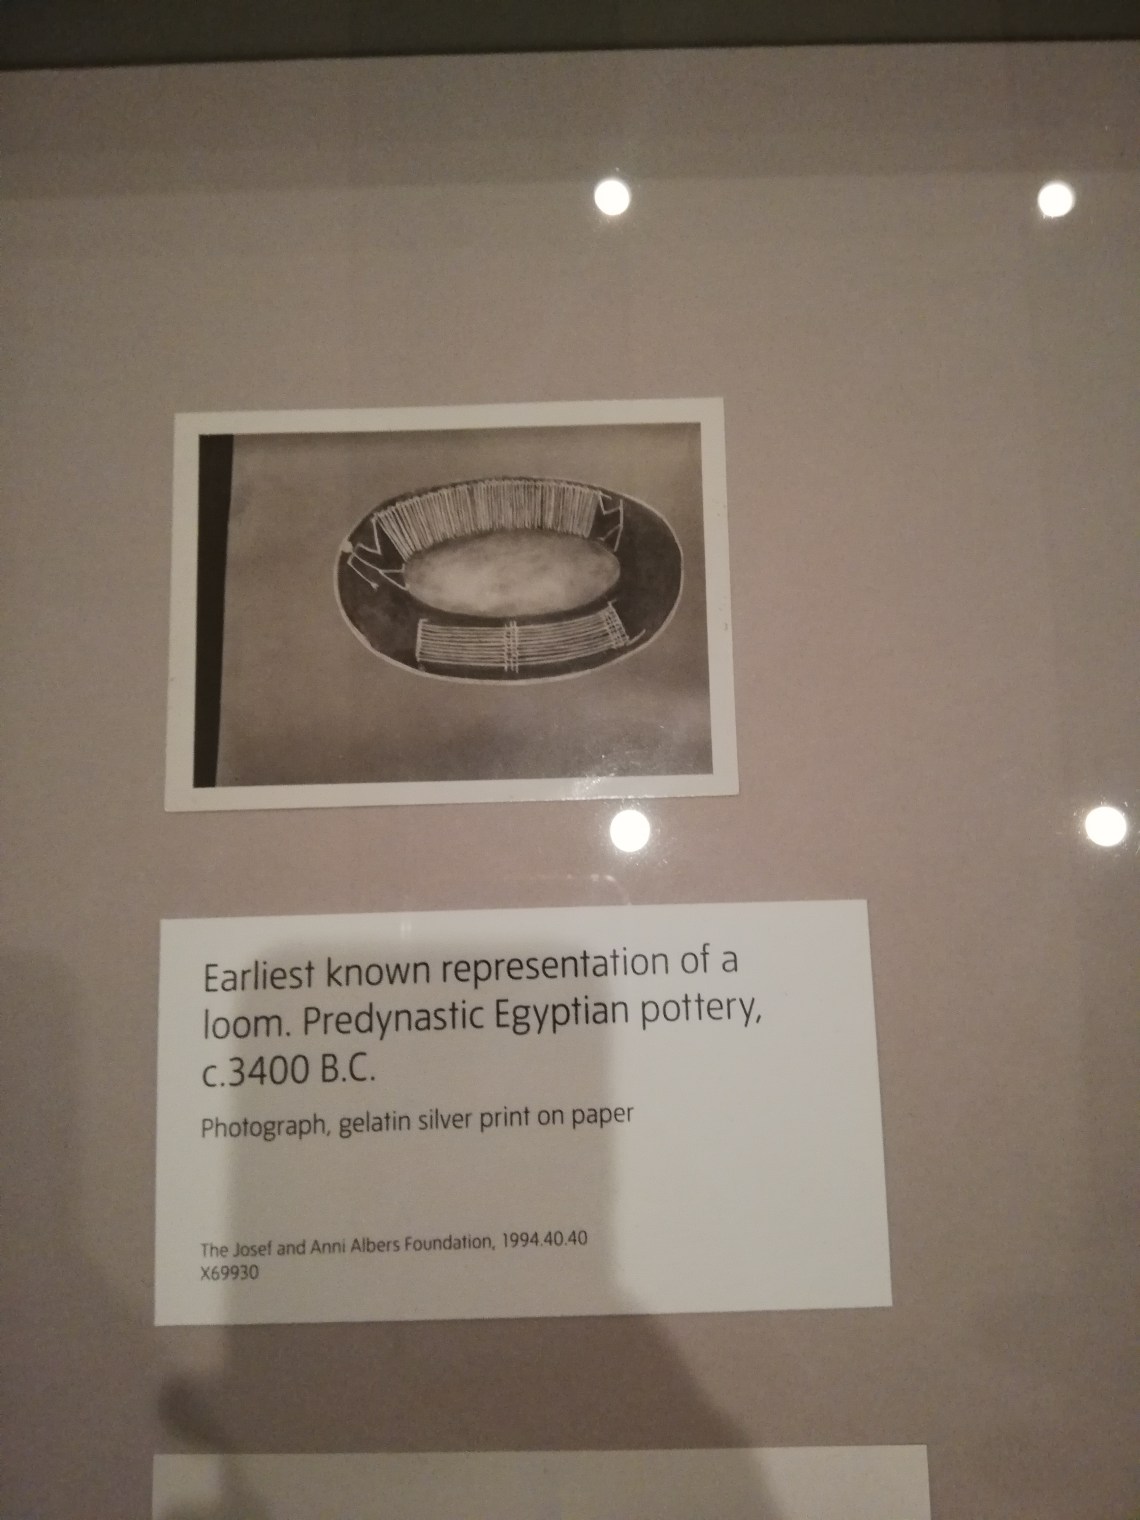 Earliest known representation of a
loom. Predynastic Egyptian pottery,
c.3400 B.C.
Photograph, gelatin silver print on paper
The Josef and Anni Albers Foundation, 1994.40.40
X69930